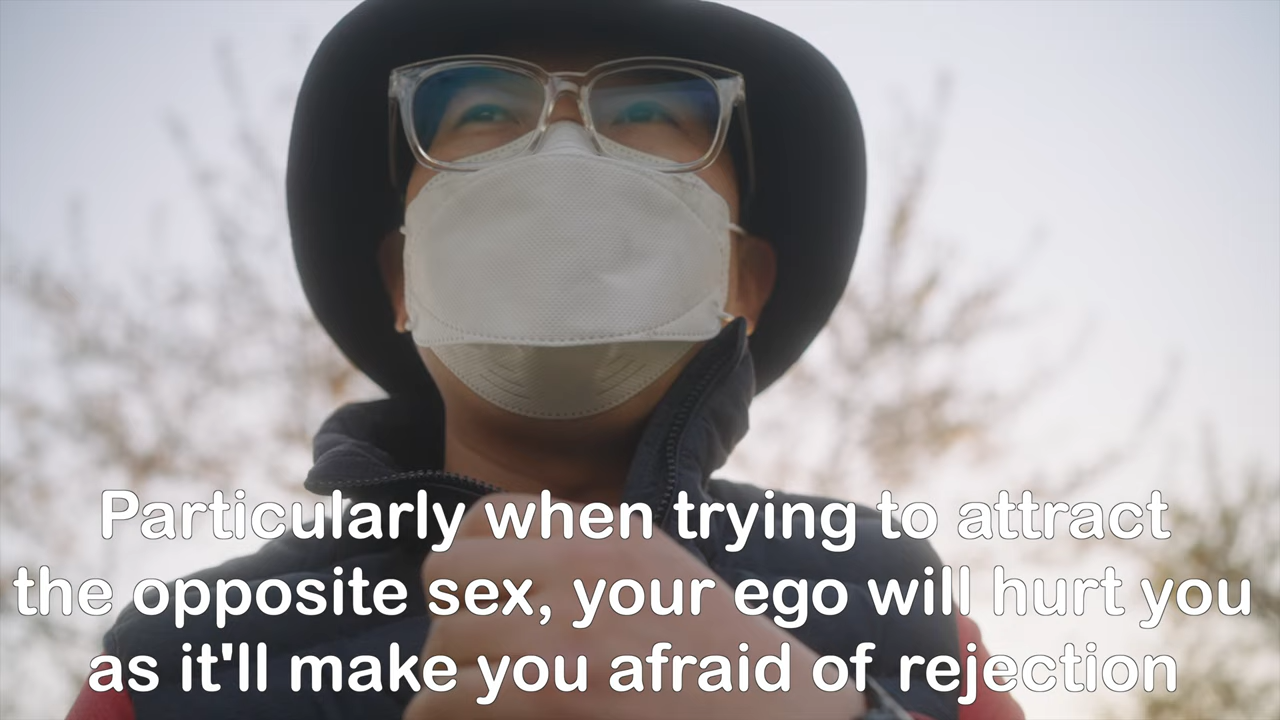 Particularly when trying to attract
the opposite sex, your ego will hurt you
as it'll make you afraid of rejection